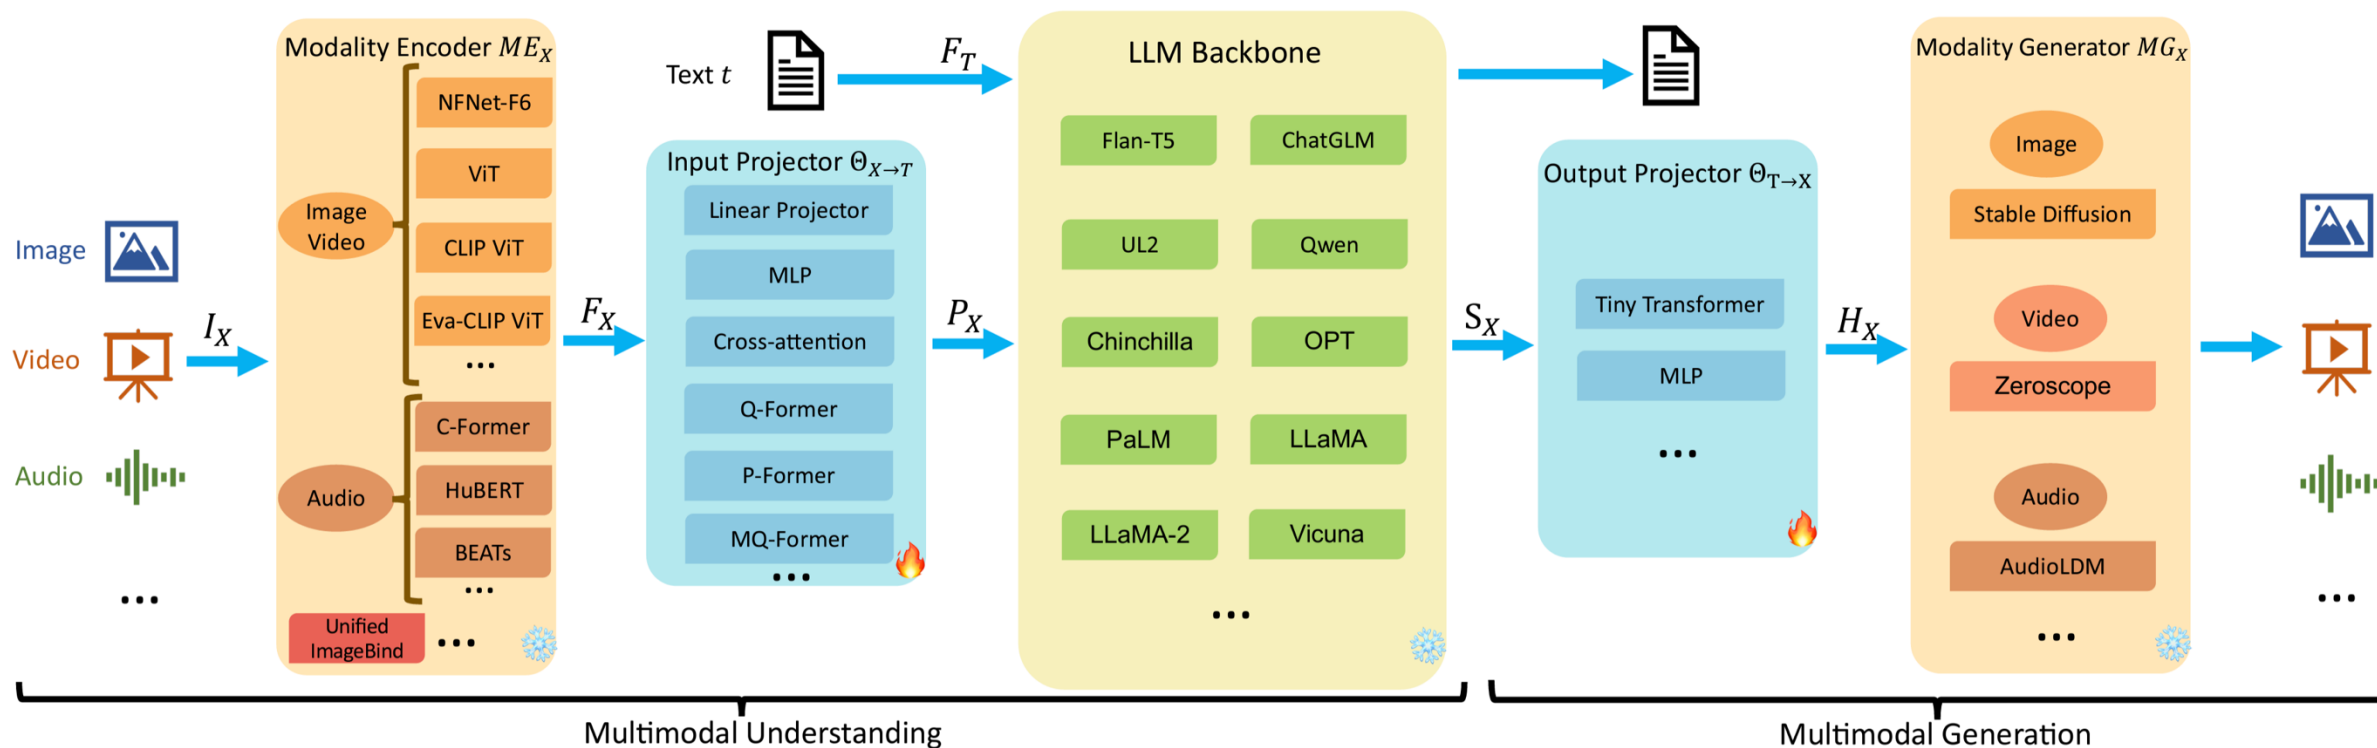 Image
Video
Audio
...
I_X
Modality Encoder ME_X
Image
Video
NFNet-F6
ViT
CLIP ViT
Eva-CLIP ViT
...
Audio
C-Former
HuBERT
BEATs
...
Unified
ImageBind
...
F_X
Text t
F_T
Input Projector Θ_{X→T}
Linear Projector
MLP
Cross-attention
Q-Former
P-Former
MQ-Former
...
P_X
LLM Backbone
Flan-T5 ChatGLM
UL2 Qwen
Chinchilla OPT
PaLM LLaMA
LLaMA-2 Vicuna
...
S_X
Output Projector Θ_{T→X}
Tiny Transformer
MLP
...
H_X
Modality Generator MG_X
Image
Stable Diffusion
Video
Zeroscope
Audio
AudioLDM
...
...
Multimodal Understanding
Multimodal Generation